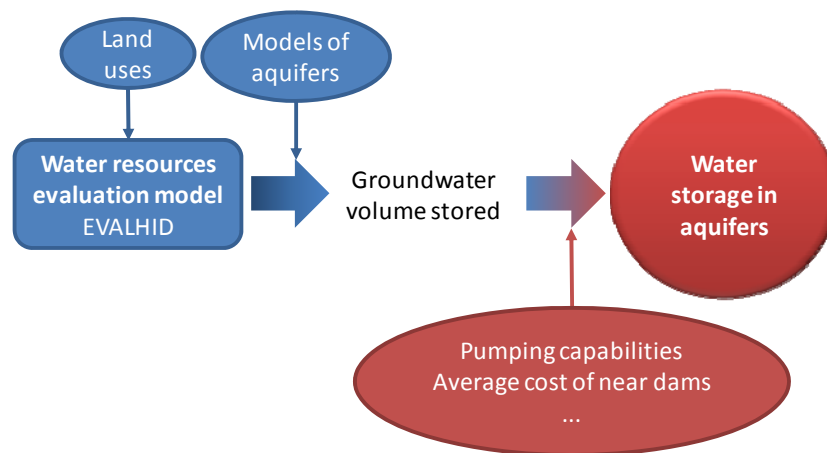 Land
uses
Models of
aquifers
Water resources
evaluation model
EVALHID
Groundwater
volume stored
Water
storage in
aquifers
Pumping capabilities
Average cost of near dams
...